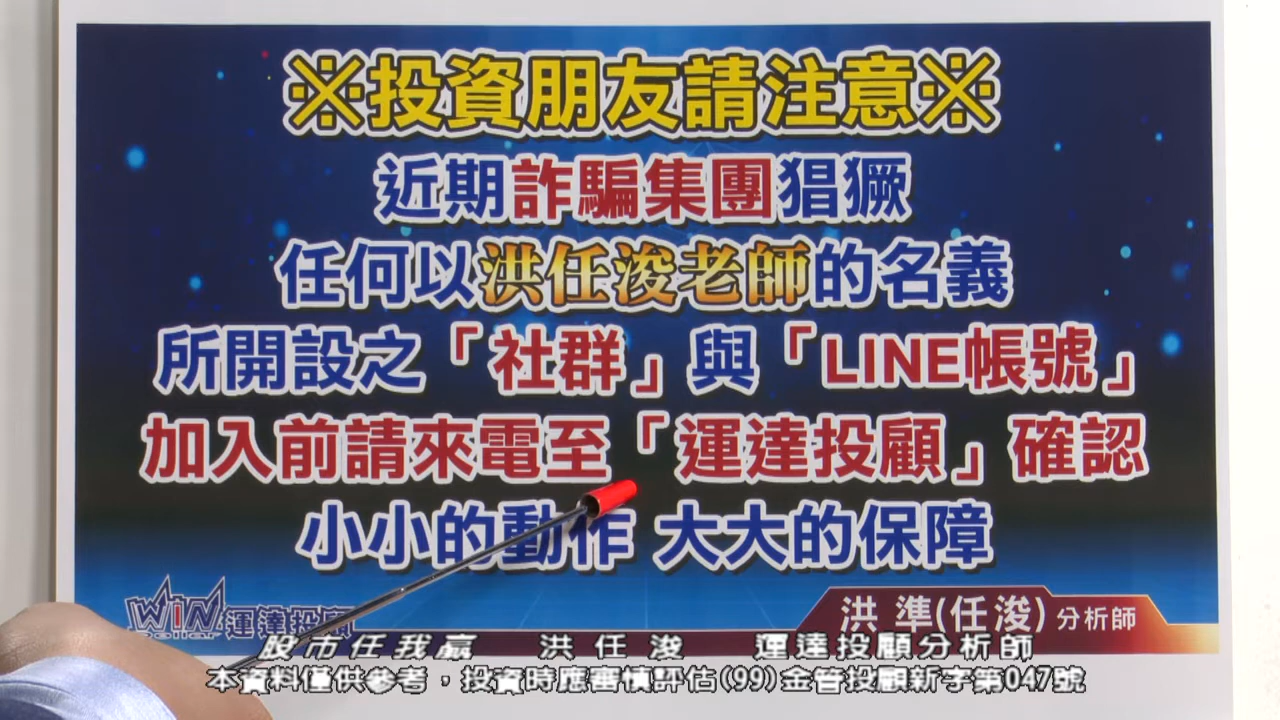 ※投資朋友請注意※
近期詐騙集團猖獗
任何以洪任浚老師的名義
所開設之「社群」與「LINE帳號」
加入前請來電至「運達投顧」確認
小小的動作 大大的保障
WIN 運達投顧
Dollar
洪 準(任浚) 分析師
股市任我贏 洪任浚 運達投顧分析師
本資料僅供參考，投資時應審慎評估(99)金管投顧新字第047號